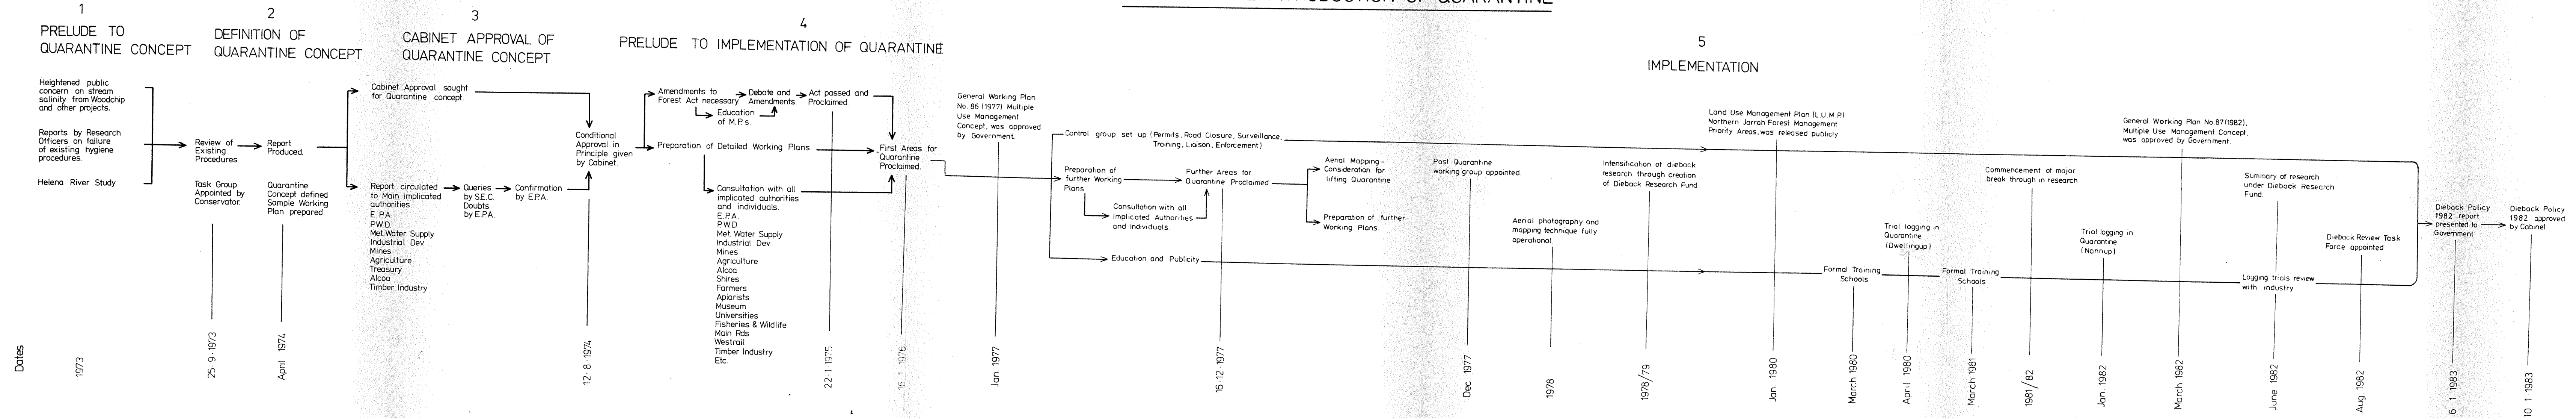 INTRODUCTION OF QUARANTINE
1
PRELUDE TO
QUARANTINE CONCEPT
2
DEFINITION OF
QUARANTINE CONCEPT
3
CABINET APPROVAL OF
QUARANTINE CONCEPT
4
PRELUDE TO IMPLEMENTATION OF QUARANTINE
5
IMPLEMENTATION
Heightened public
concern on stream
salinity from Woodchip
and other projects.
Reports by Research
Officers on failure
of existing hygiene
procedures.
Helena River Study
Review of
Existing
Procedures.
Task Group
Appointed by
Conservator.
Report
Produced.
Quarantine
Concept defined
Sample Working
Plan prepared.
Cabinet Approval sought
for Quarantine concept.
Report circulated
to Main implicated
authorities.
E.P.A.
P.W.D.
Met.Water Supply
Industrial Dev.
Mines
Agriculture
Treasury
Alcoa
Timber Industry
Queries
by S.E.C.
Doubts
by E.P.A.
Confirmation
by E.P.A.
Conditional
Approval in
Principle given
by Cabinet.
Amendments to
Forest Act necessary
Education
of M.P.s.
Debate and
Amendments.
Act passed and
Proclaimed.
Preparation of Detailed Working Plans.
Consultation with all
implicated authorities
and individuals.
E.P.A.
P.W.D.
Met. Water Supply
Industrial Dev.
Mines
Agriculture
Alcoa
Shires
Farmers
Apiarists
Museum
Universities
Fisheries & Wildlife
Main Rds
Westrail
Timber Industry
Etc.
First Areas for
Quarantine
Proclaimed.
General Working Plan
No. 86 (1977) Multiple
Use Management
Concept, was approved
by Government.
Control group set up (Permits, Road Closure, Surveillance,
Training, Liaison, Enforcement)
Preparation of
further Working
Plans
Consultation with all
Implicated Authorities
and Individuals
Further Areas for
Quarantine Proclaimed
Aerial Mapping-
Consideration for
lifting Quarantine
Preparation of further
Working Plans
Education and Publicity
Post Quarantine
working group appointed.
Aerial photography and
mapping technique fully
operational.
Intensification of dieback
research through creation
of Dieback Research Fund
Land Use Management Plan (L.U.M.P)
Northern Jarrah Forest Management
Priority Areas, was released publicly
Formal Training
Schools
Trial logging in
Quarantine
(Dwellingup)
Formal Training
Schools
Commencement of major
break through in research
Trial logging in
Quarantine
(Nannup)
General Working Plan No.87(1982),
Multiple Use Management Concept,
was approved by Government.
Summary of research
under Dieback Research
Fund.
Logging trials review
with industry
Dieback Review Task
Force appointed
Dieback Policy
1982 report
presented to
Government
Dieback Policy
1982 approved
by Cabinet
Dates
1973
25·9·1973
April 1974
12·8·1974
22·1·1975
16·1·1976
Jan 1977
16·12·1977
Dec. 1977
1978
1978/79
Jan 1980
March 1980
April 1980
March 1981
1981/82
Jan 1982
March 1982
June 1982
Aug. 1982
6 1 1983
10 1 1983